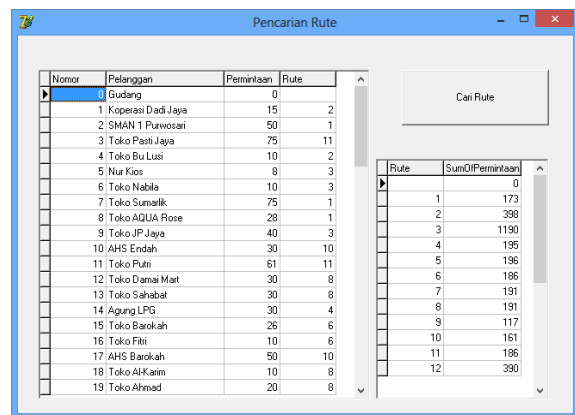 Pencarian Rute
Nomor Pelanggan Permintaan Rute
0 Gudang 0
1 Koperasi Dadi Jaya 15 2
2 SMAN 1 Purwosari 50 1
3 Toko Pasti Jaya 75 11
4 Toko Bu Lusi 10 2
5 Nur Kios 8 3
6 Toko Nabila 10 3
7 Toko Sumarlik 75 1
8 Toko AQUA Rose 28 1
9 Toko JP Jaya 40 3
10 AHS Endah 30 10
11 Toko Putri 61 11
12 Toko Damai Mart 30 8
13 Toko Sahabat 30 8
14 Agung LPG 30 4
15 Toko Barokah 26 6
16 Toko Fitri 10 6
17 AHS Barokah 50 10
18 Toko Al-Karim 10 8
19 Toko Ahmad 20 8
Cari Rute
Rute SumOfPermintaan
0
1 173
2 398
3 1190
4 195
5 196
6 186
7 191
8 191
9 117
10 161
11 186
12 390